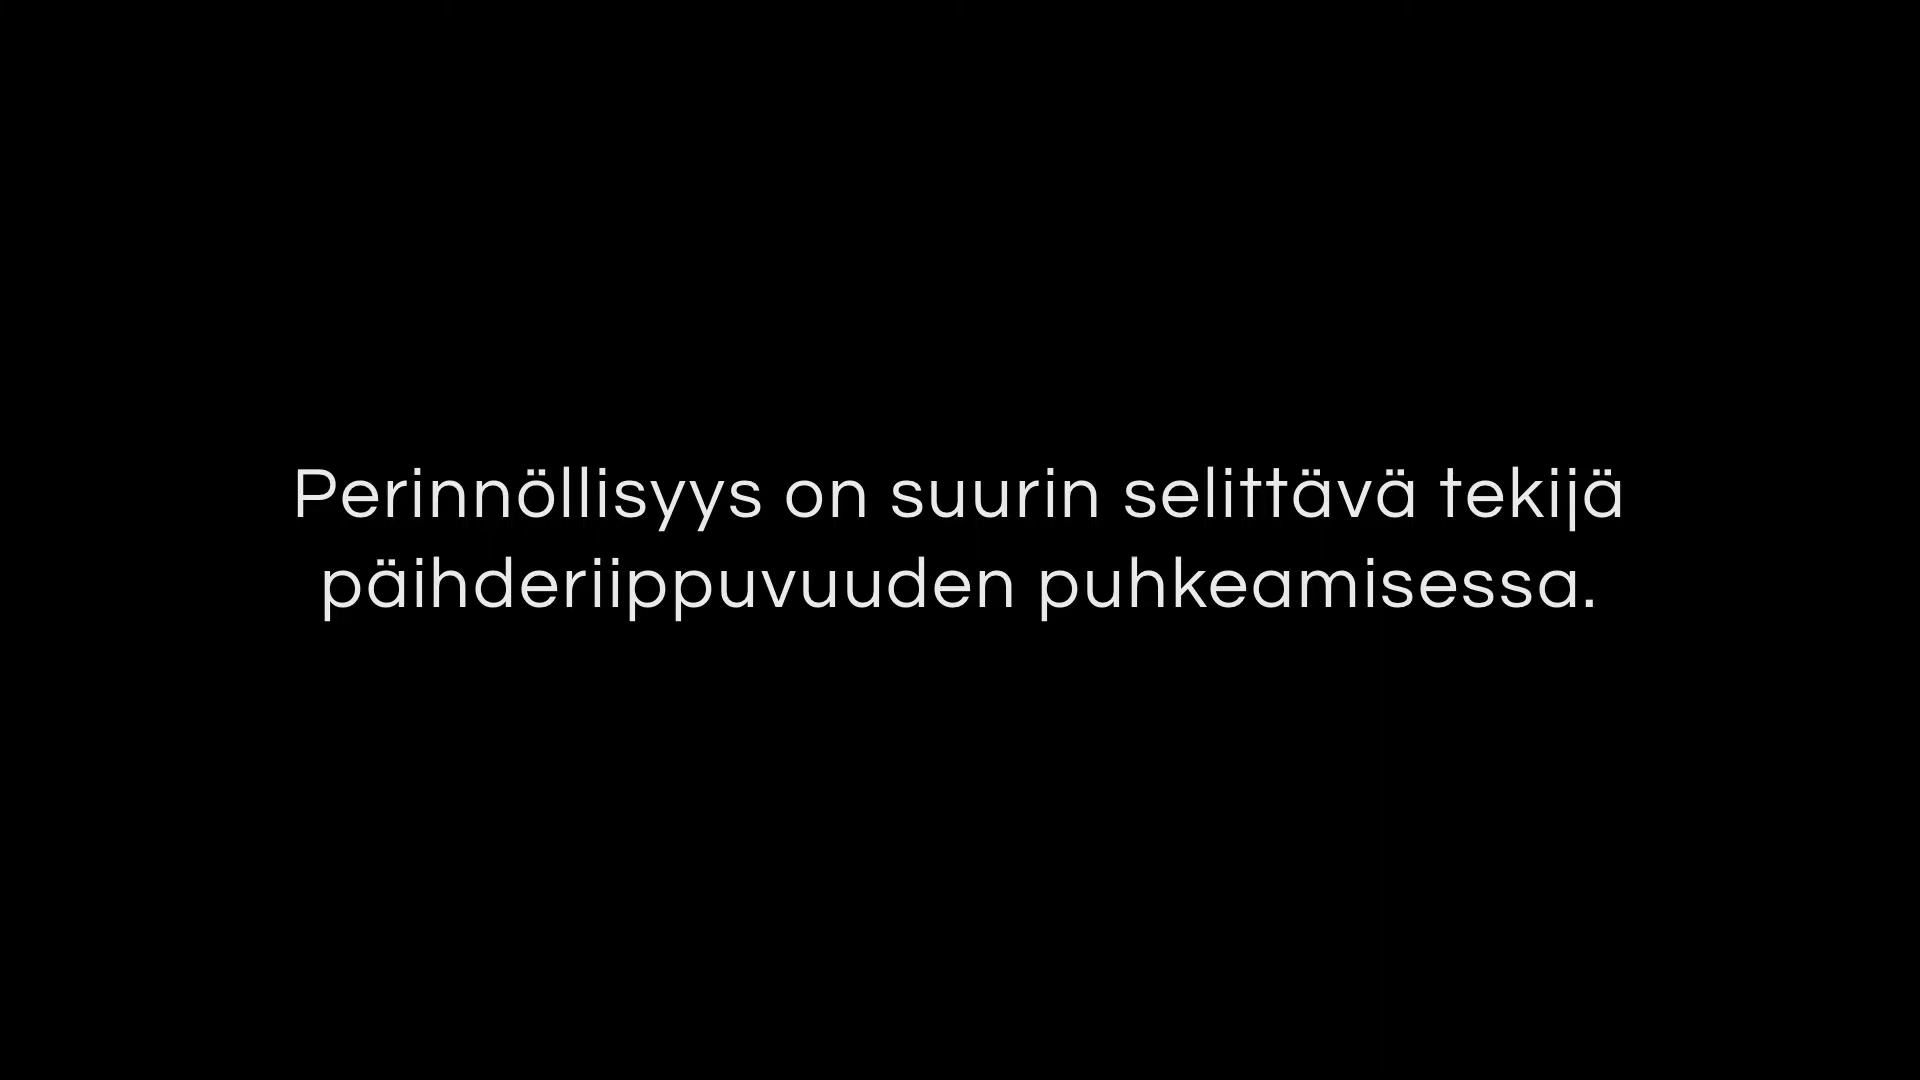 Perinnöllisyys on suurin selittävä tekijä
päihderiippuvuuden puhkeamisessa.